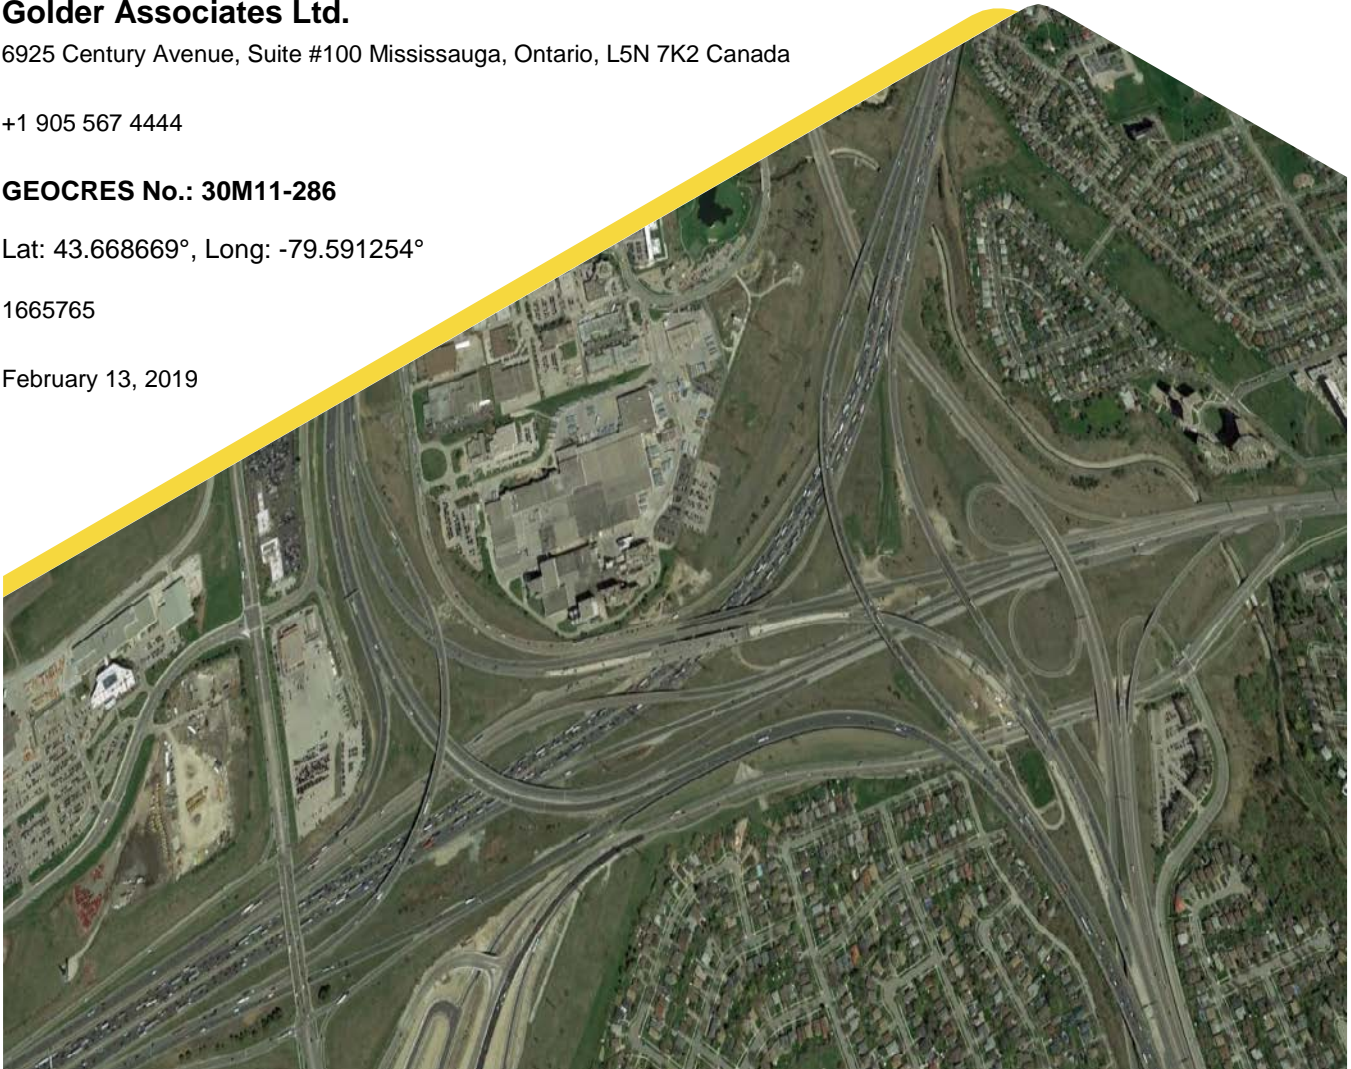 Golder Associates Ltd.
6925 Century Avenue, Suite #100 Mississauga, Ontario, L5N 7K2 Canada
+1 905 567 4444
GEOCRES No.: 30M11-286
Lat: 43.668669°, Long: -79.591254°
1665765
February 13, 2019